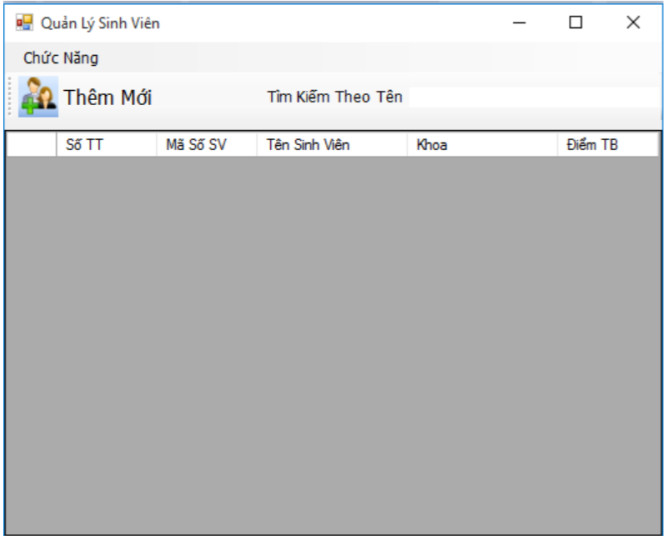 Quản Lý Sinh Viên
Chức Năng
Thêm Mới Tìm Kiếm Theo Tên
Số TT Mã Số SV Tên Sinh Viên Khoa Điểm TB